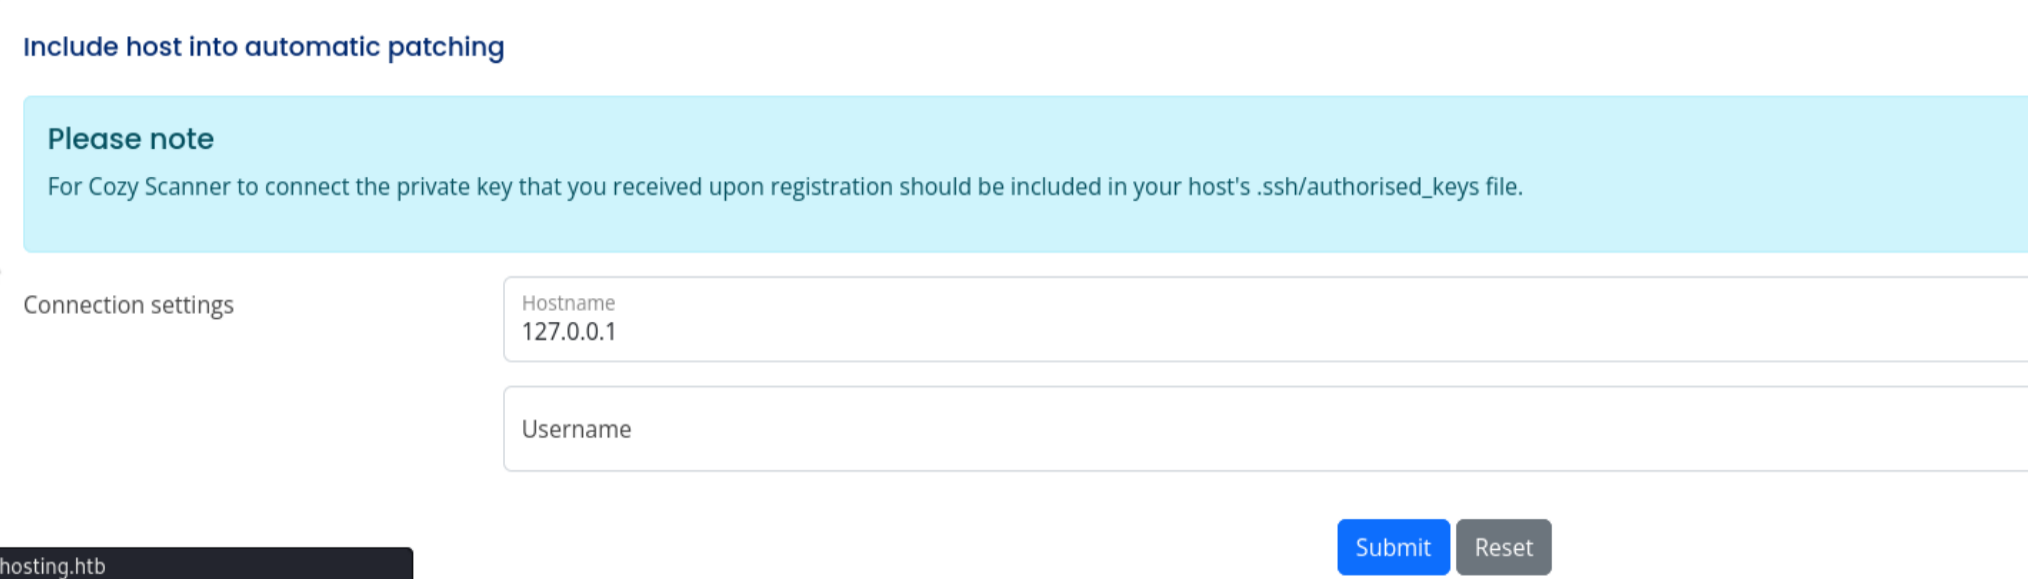 Include host into automatic patching
Please note
For Cozy Scanner to connect the private key that you received upon registration should be included in your host's .ssh/authorised_keys file.
Connection settings
Hostname
127.0.0.1
Username
Submit Reset
hosting.htb